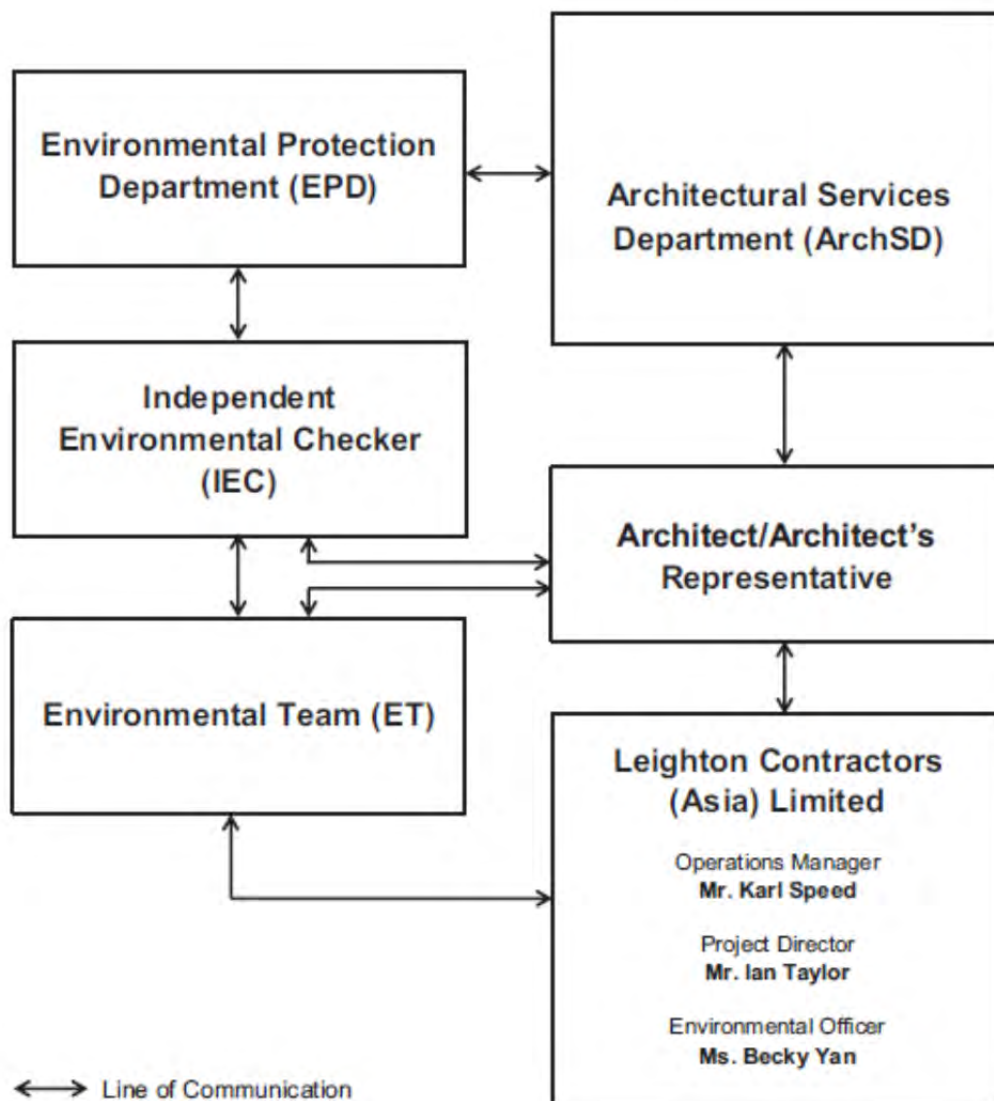 Environmental Protection
Department (EPD)
Architectural Services
Department (ArchSD)
Independent
Environmental Checker
(IEC)
Architect/Architect's
Representative
Environmental Team (ET)
Leighton Contractors
(Asia) Limited
Operations Manager
Mr. Karl Speed
Project Director
Mr. Ian Taylor
Environmental Officer
Ms. Becky Yan
Line of Communication